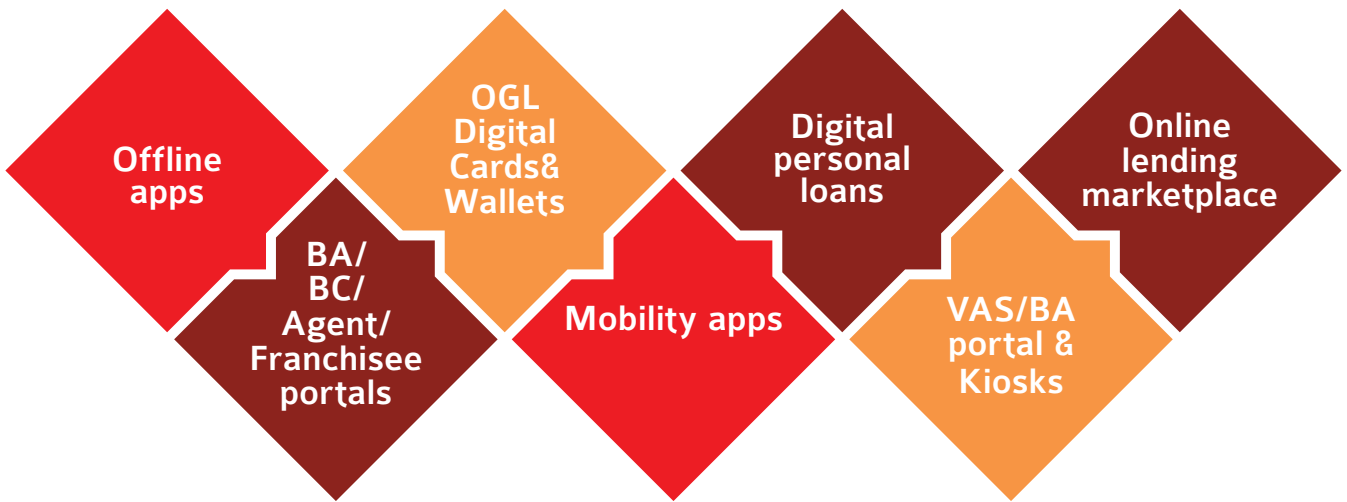 Offline
apps
BA/
BC/
Agent/
Franchisee
portals
OGL
Digital
Cards&
Wallets
Mobility apps
Digital
personal
loans
VAS/BA
portal &
Kiosks
Online
lending
marketplace